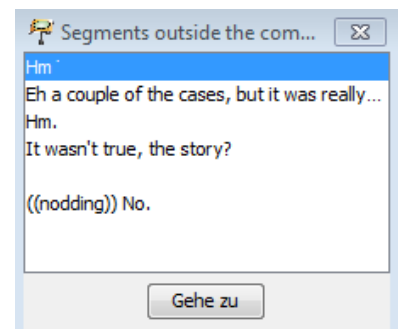 Segments outside the com...
Hm ˙
Eh a couple of the cases, but it was really...
Hm.
It wasn't true, the story?
((nodding)) No.
Gehe zu